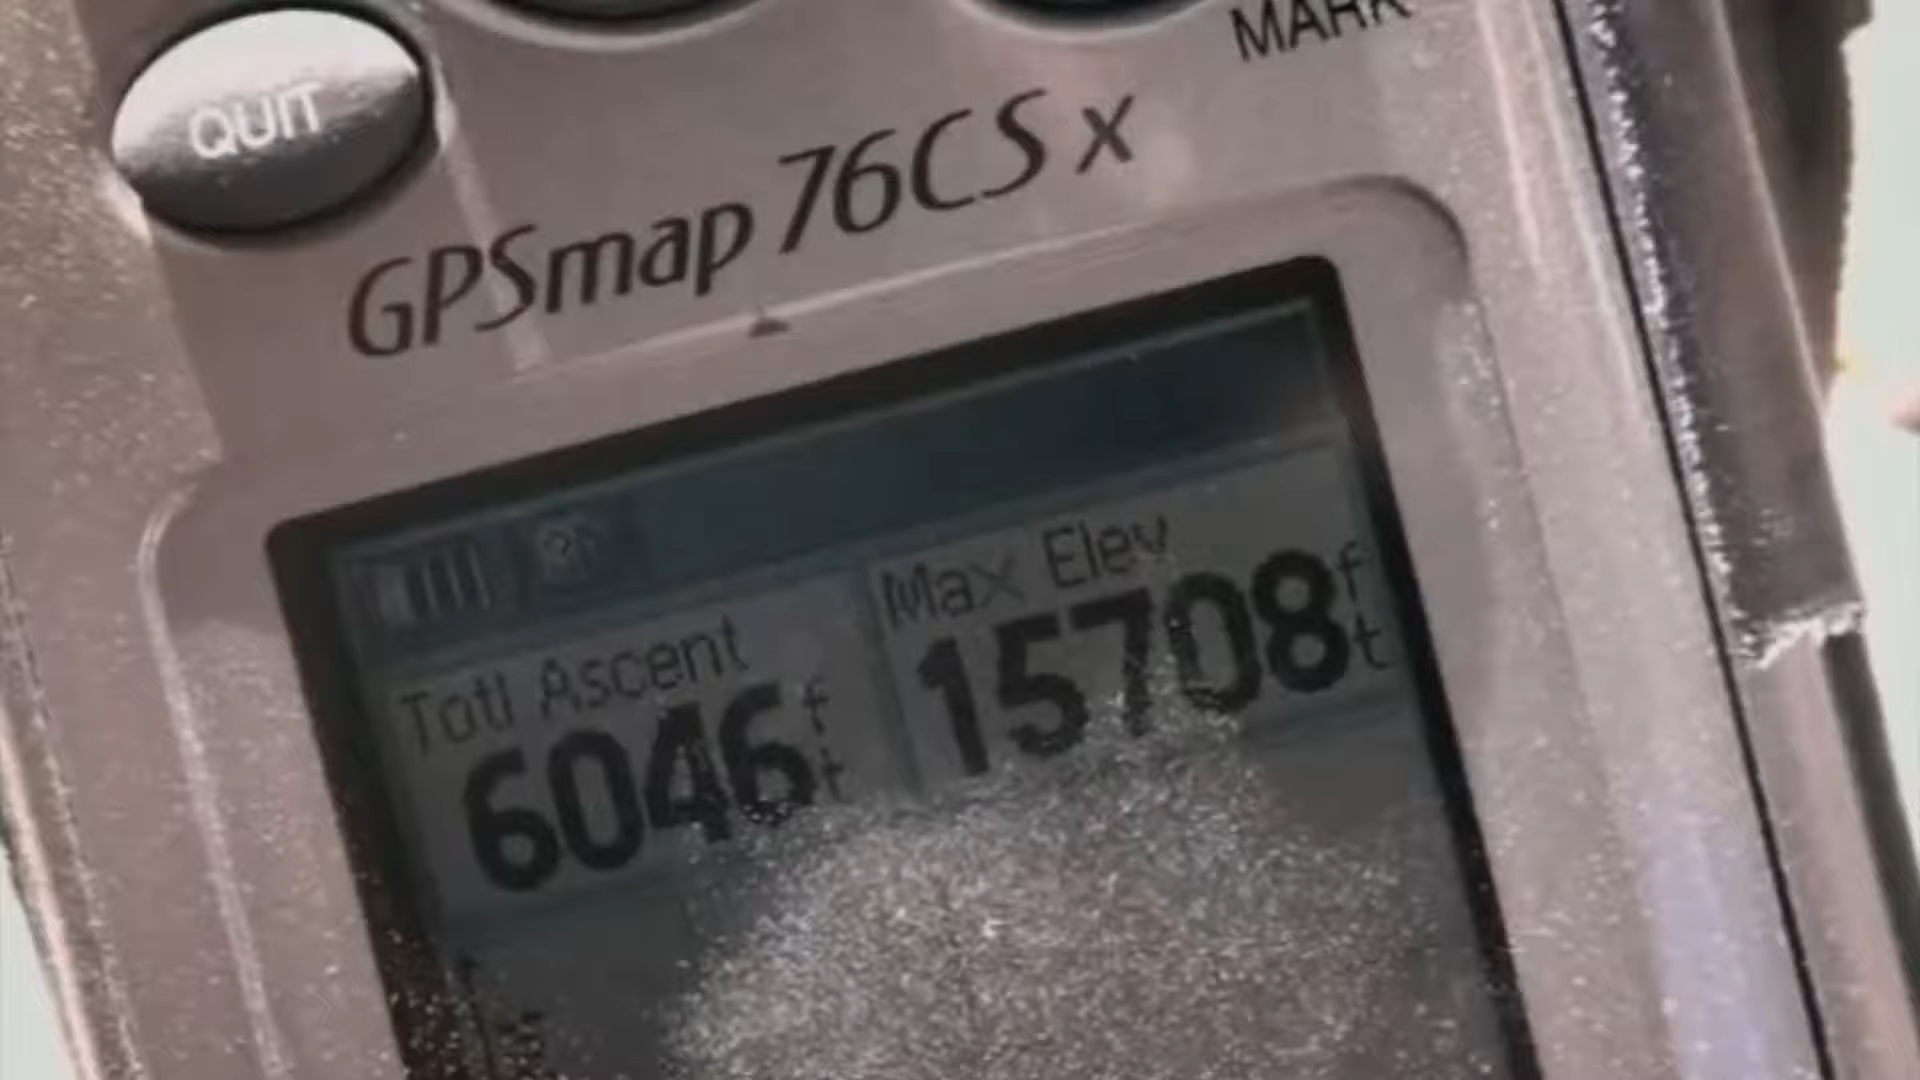 MARK
QUIT
GPSmap 76CSx
Totl Ascent
6046 ft
Max Elev
15708 ft